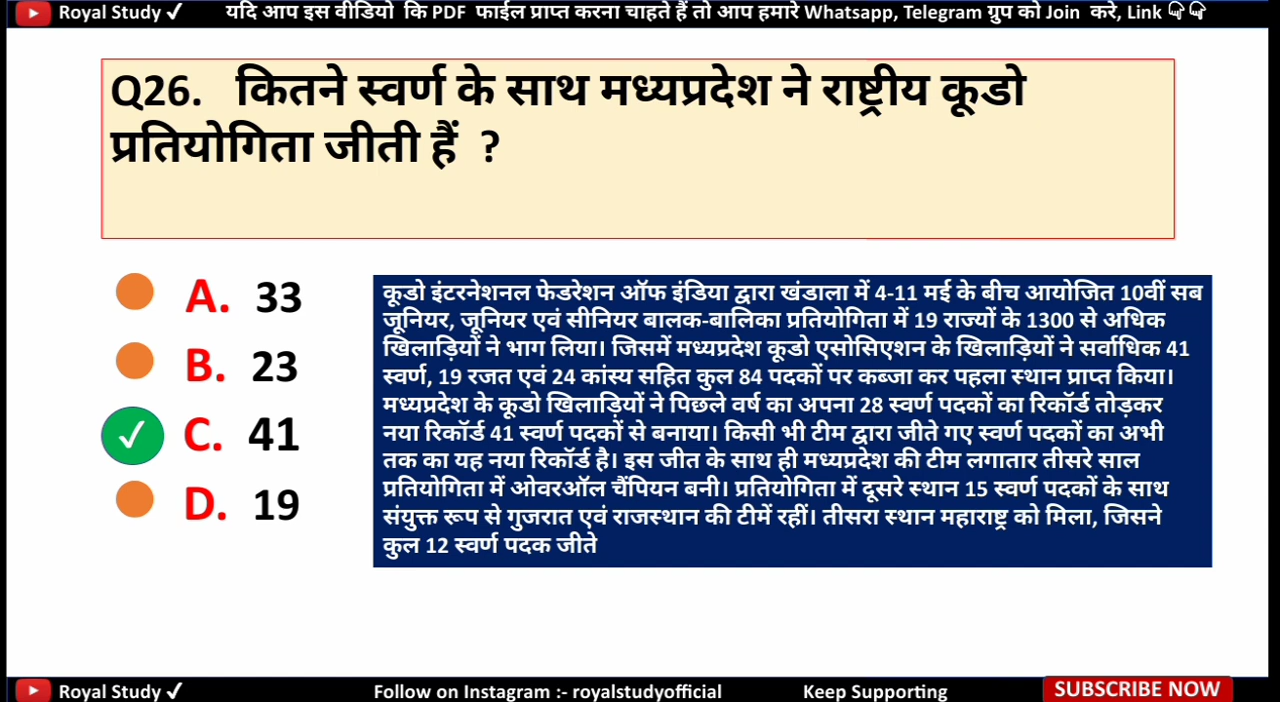 Royal Study ✓ यदि आप इस वीडियो कि PDF फाईल प्राप्त करना चाहते हैं तो आप हमारे Whatsapp, Telegram ग्रुप को Join करे, Link 👇👇
Q26. कितने स्वर्ण के साथ मध्यप्रदेश ने राष्ट्रीय कूडो
प्रतियोगिता जीती हैं ?
A. 33
B. 23
C. 41
D. 19
कूडो इंटरनेशनल फेडरेशन ऑफ इंडिया द्वारा खंडाला में 4-11 मई के बीच आयोजित 10वीं सब
जूनियर, जूनियर एवं सीनियर बालक-बालिका प्रतियोगिता में 19 राज्यों के 1300 से अधिक
खिलाड़ियों ने भाग लिया। जिसमें मध्यप्रदेश कूडो एसोसिएशन के खिलाड़ियों ने सर्वाधिक 41
स्वर्ण, 19 रजत एवं 24 कांस्य सहित कुल 84 पदकों पर कब्जा कर पहला स्थान प्राप्त किया।
मध्यप्रदेश के कूडो खिलाड़ियों ने पिछले वर्ष का अपना 28 स्वर्ण पदकों का रिकॉर्ड तोड़कर
नया रिकॉर्ड 41 स्वर्ण पदकों से बनाया। किसी भी टीम द्वारा जीते गए स्वर्ण पदकों का अभी
तक का यह नया रिकॉर्ड है। इस जीत के साथ ही मध्यप्रदेश की टीम लगातार तीसरे साल
प्रतियोगिता में ओवरऑल चैंपियन बनी। प्रतियोगिता में दूसरे स्थान 15 स्वर्ण पदकों के साथ
संयुक्त रूप से गुजरात एवं राजस्थान की टीमें रहीं। तीसरा स्थान महाराष्ट्र को मिला, जिसने
कुल 12 स्वर्ण पदक जीते
Royal Study ✓ Follow on Instagram :- royalstudyofficial Keep Supporting SUBSCRIBE NOW